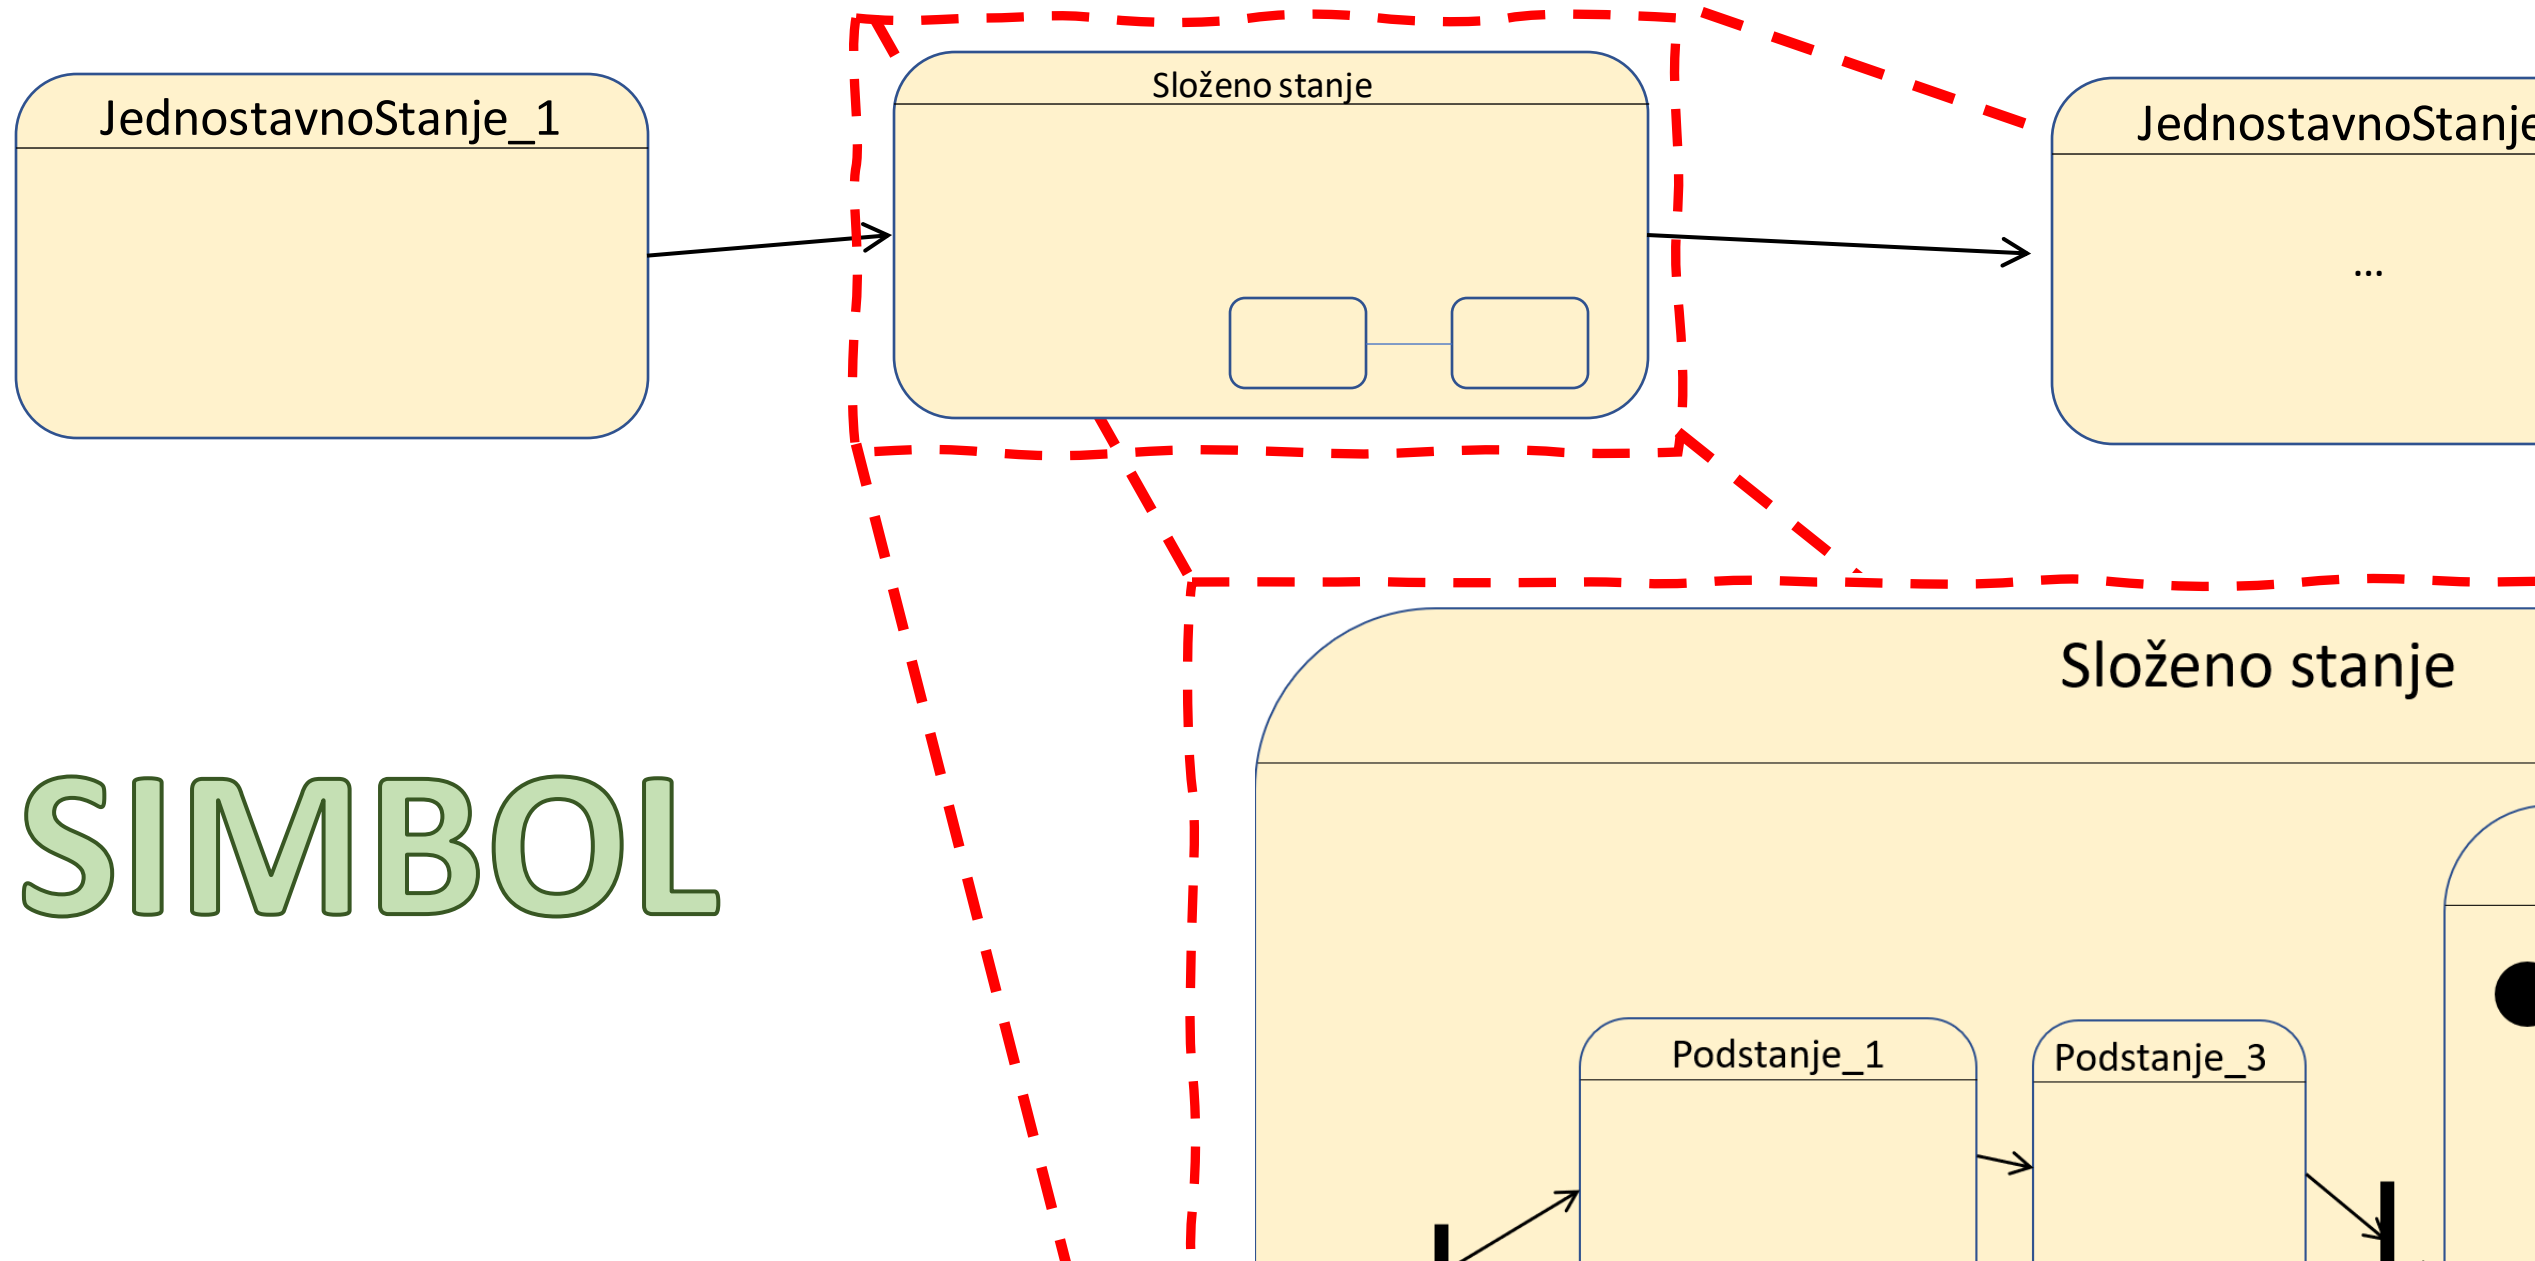 JednostavnoStanje_1
Složeno stanje
JednostavnoStanje
...
Složeno stanje
SIMBOL
Podstanje_1
Podstanje_3